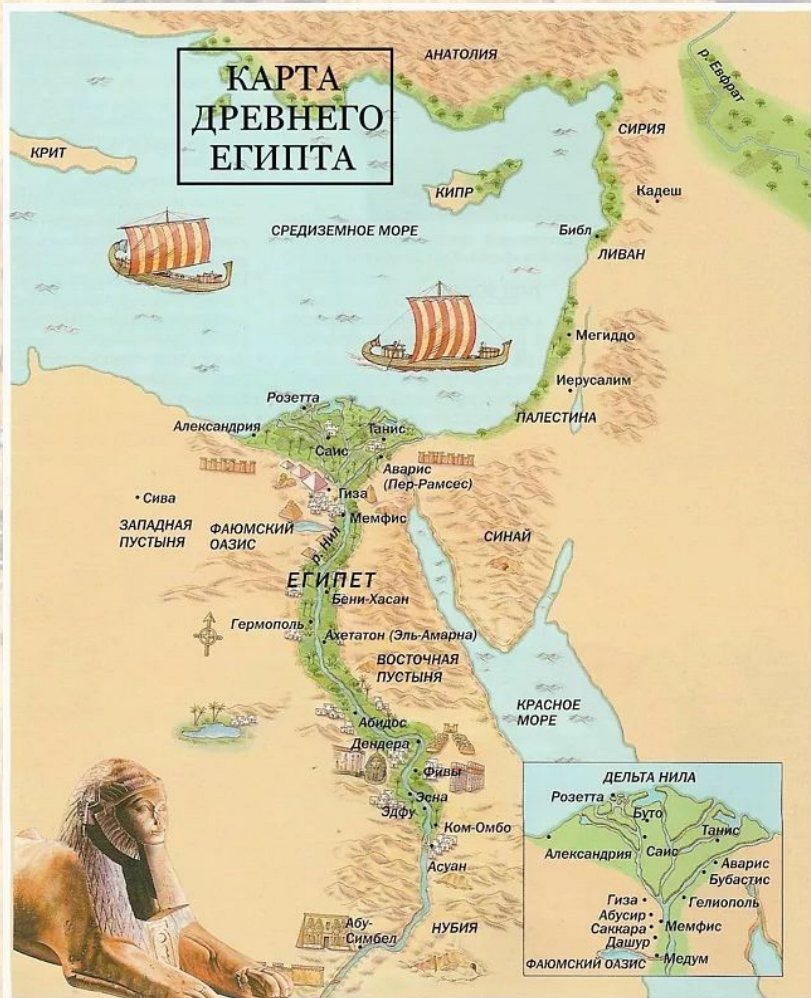 КАРТА
ДРЕВНЕГО
ЕГИПТА
АНАТОЛИЯ
р. Евфрат
КРИТ
СИРИЯ
КИПР
Кадеш
СРЕДИЗЕМНОЕ МОРЕ
Библ
ЛИВАН
Мегиддо
Иерусалим
ПАЛЕСТИНА
Розетта
Александрия
Танис
Саис
Аварис
(Пер-Рамсес)
Гиза
Сива
Мемфис
ЗАПАДНАЯ
ПУСТЫНЯ
ФАЮМСКИЙ
ОАЗИС
р. Нил
СИНАЙ
ЕГИПЕТ
Бени-Хасан
Гермополь
Ахетатон (Эль-Амарна)
ВОСТОЧНАЯ
ПУСТЫНЯ
КРАСНОЕ
МОРЕ
Абидос
Дендера
Фивы
Эсна
Эдфу
Ком-Омбо
Асуан
Абу-
Симбел
НУБИЯ
ДЕЛЬТА НИЛА
Розетта
Буто
Танис
Александрия
Саис
Аварис
Бубастис
Гиза
Гелиополь
Абусир
Саккара
Мемфис
Дашур
ФАЮМСКИЙ ОАЗИС
Медум